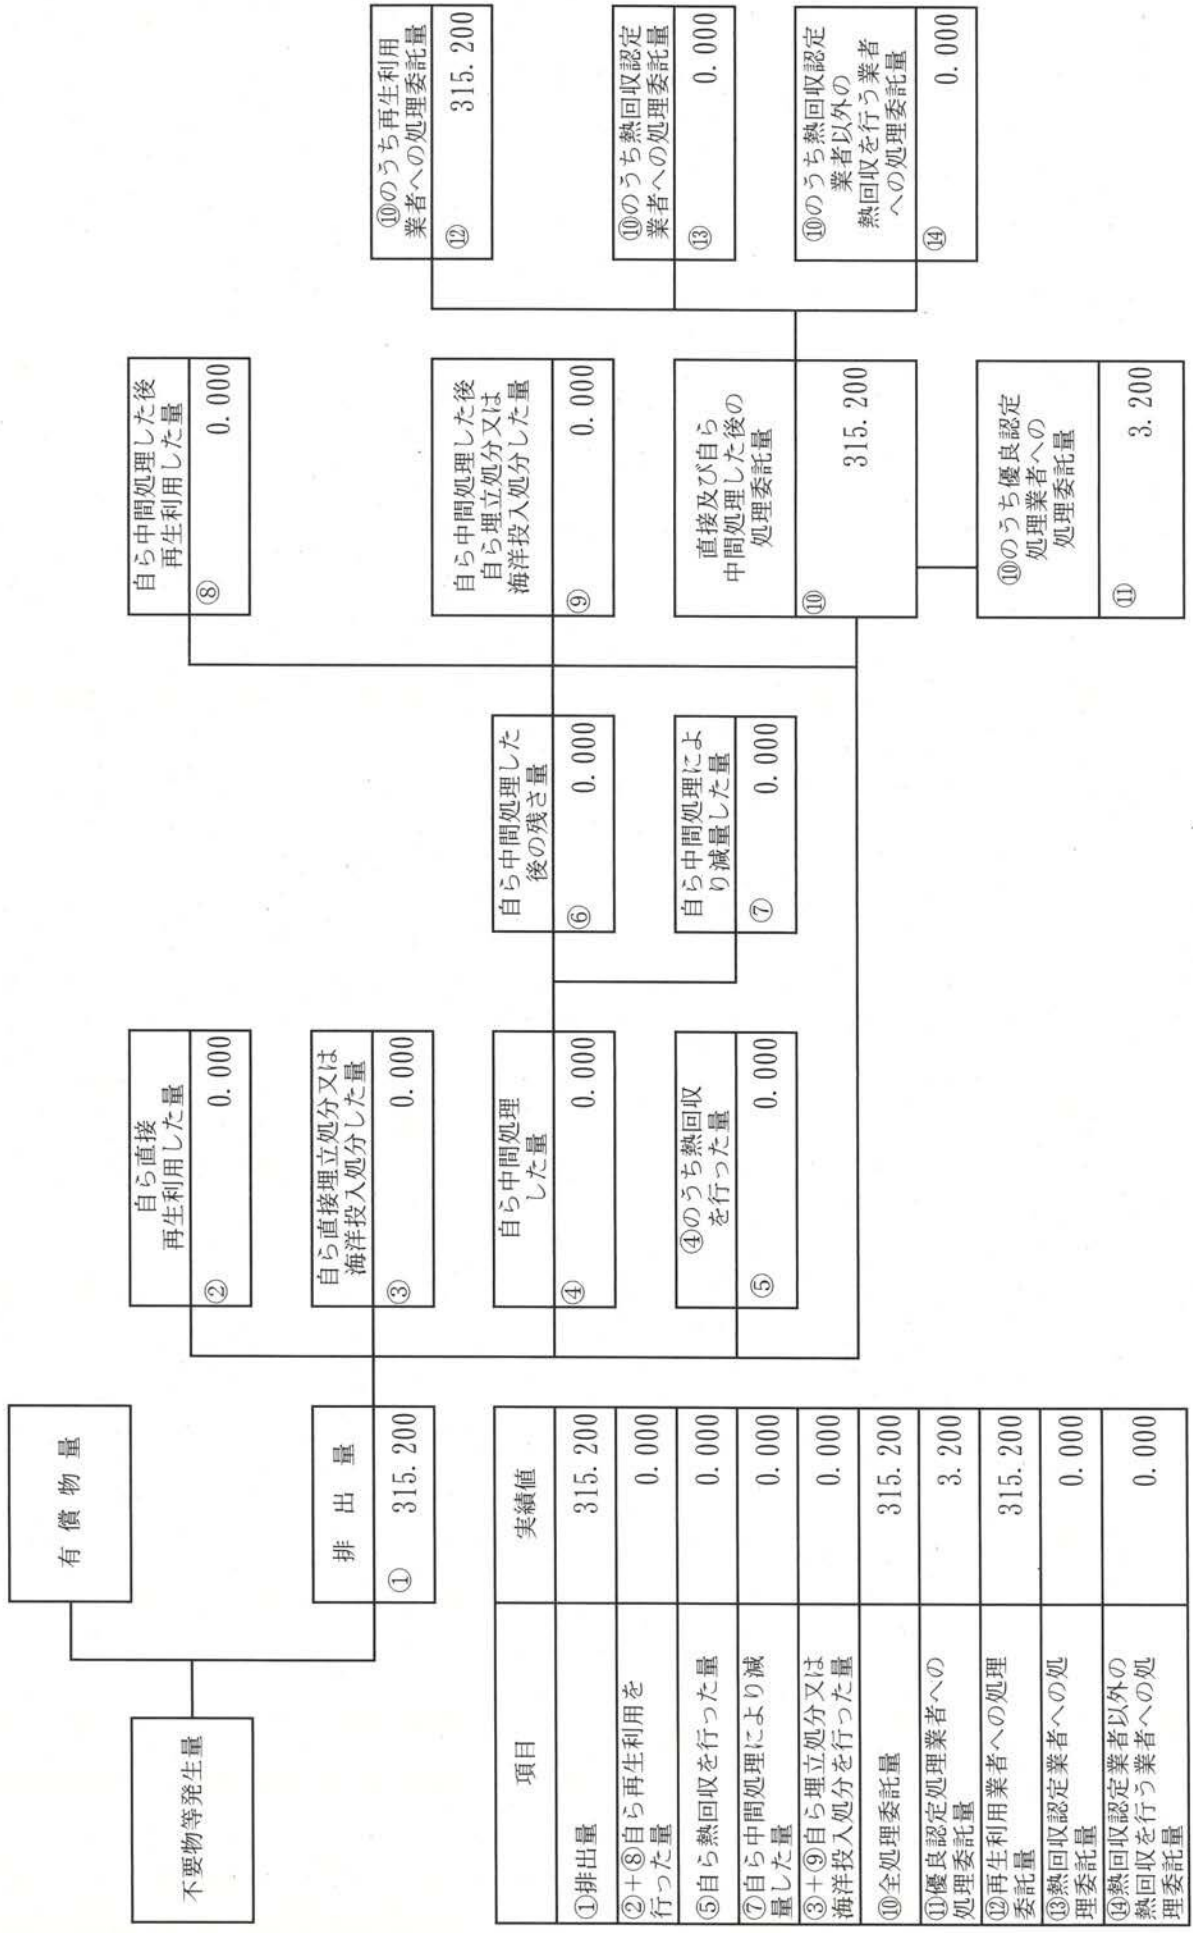 不要物等発生量
有償物量
排出量
① 315.200
自ら直接
再生利用した量
② 0.000
自ら直接埋立処分又は
海洋投入処分した量
③ 0.000
自ら中間処理
した量
④ 0.000
④のうち熱回収
を行った量
⑤ 0.000
自ら中間処理した
後の残さ量
⑥ 0.000
自ら中間処理によ
り減量した量
⑦ 0.000
自ら中間処理した後
再生利用した量
⑧ 0.000
自ら中間処理した後
自ら埋立処分又は
海洋投入処分した量
⑨ 0.000
直接及び自ら
中間処理した後の
処理委託量
⑩ 315.200
⑩のうち優良認定
処理業者への
処理委託量
⑪ 3.200
⑩のうち再生利用
業者への処理委託量
⑫ 315.200
⑩のうち熱回収認定
業者への処理委託量
⑬ 0.000
⑩のうち熱回収認定
業者以外の
熱回収を行う業者
への処理委託量
⑭ 0.000
項目 実績値
①排出量 315.200
②+⑧自ら再生利用を
行った量 0.000
⑤自ら熱回収を行った量 0.000
⑦自ら中間処理により減
量した量 0.000
③+⑨自ら埋立処分又は
海洋投入処分を行った量 0.000
⑩全処理委託量 315.200
⑪優良認定処理業者への
処理委託量 3.200
⑫再生利用業者への処理
委託量 315.200
⑬熱回収認定業者への処
理委託量 0.000
⑭熱回収認定業者以外の
熱回収を行う業者への処
理委託量 0.000